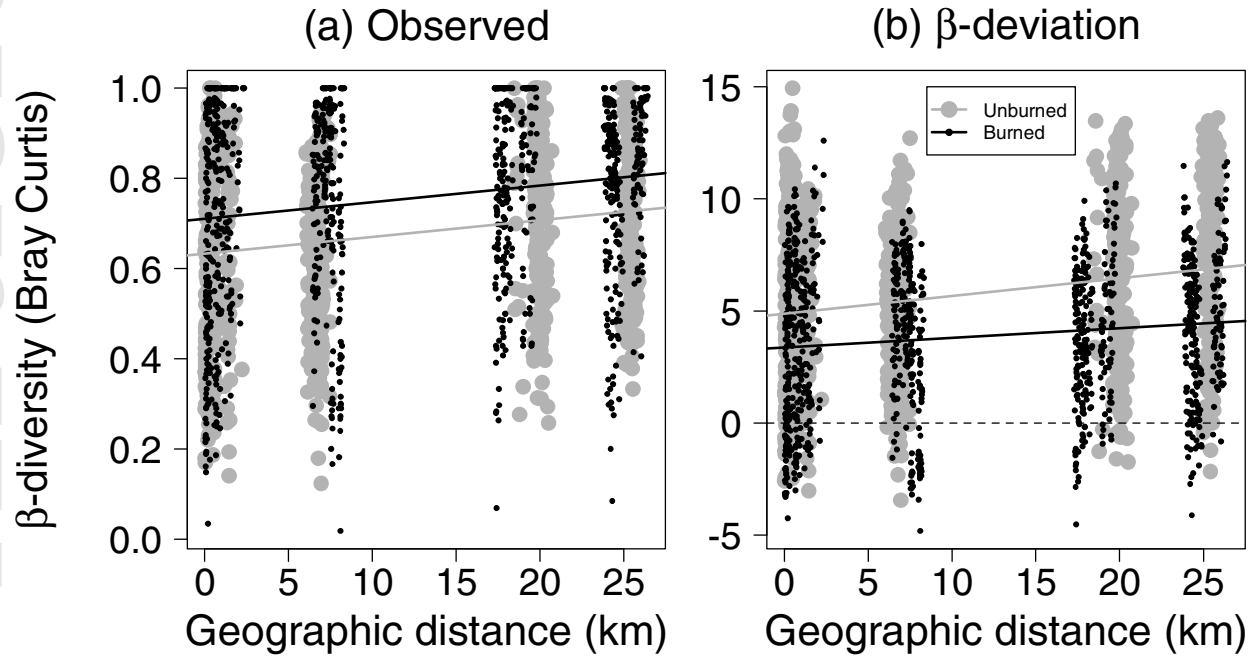 (a) Observed
(b) β-deviation
β-diversity (Bray Curtis)
1.0
0.8
0.6
0.4
0.2
0.0
0 5 10 15 20 25
Geographic distance (km)
15
10
5
0
-5
Unburned
Burned
0 5 10 15 20 25
Geographic distance (km)